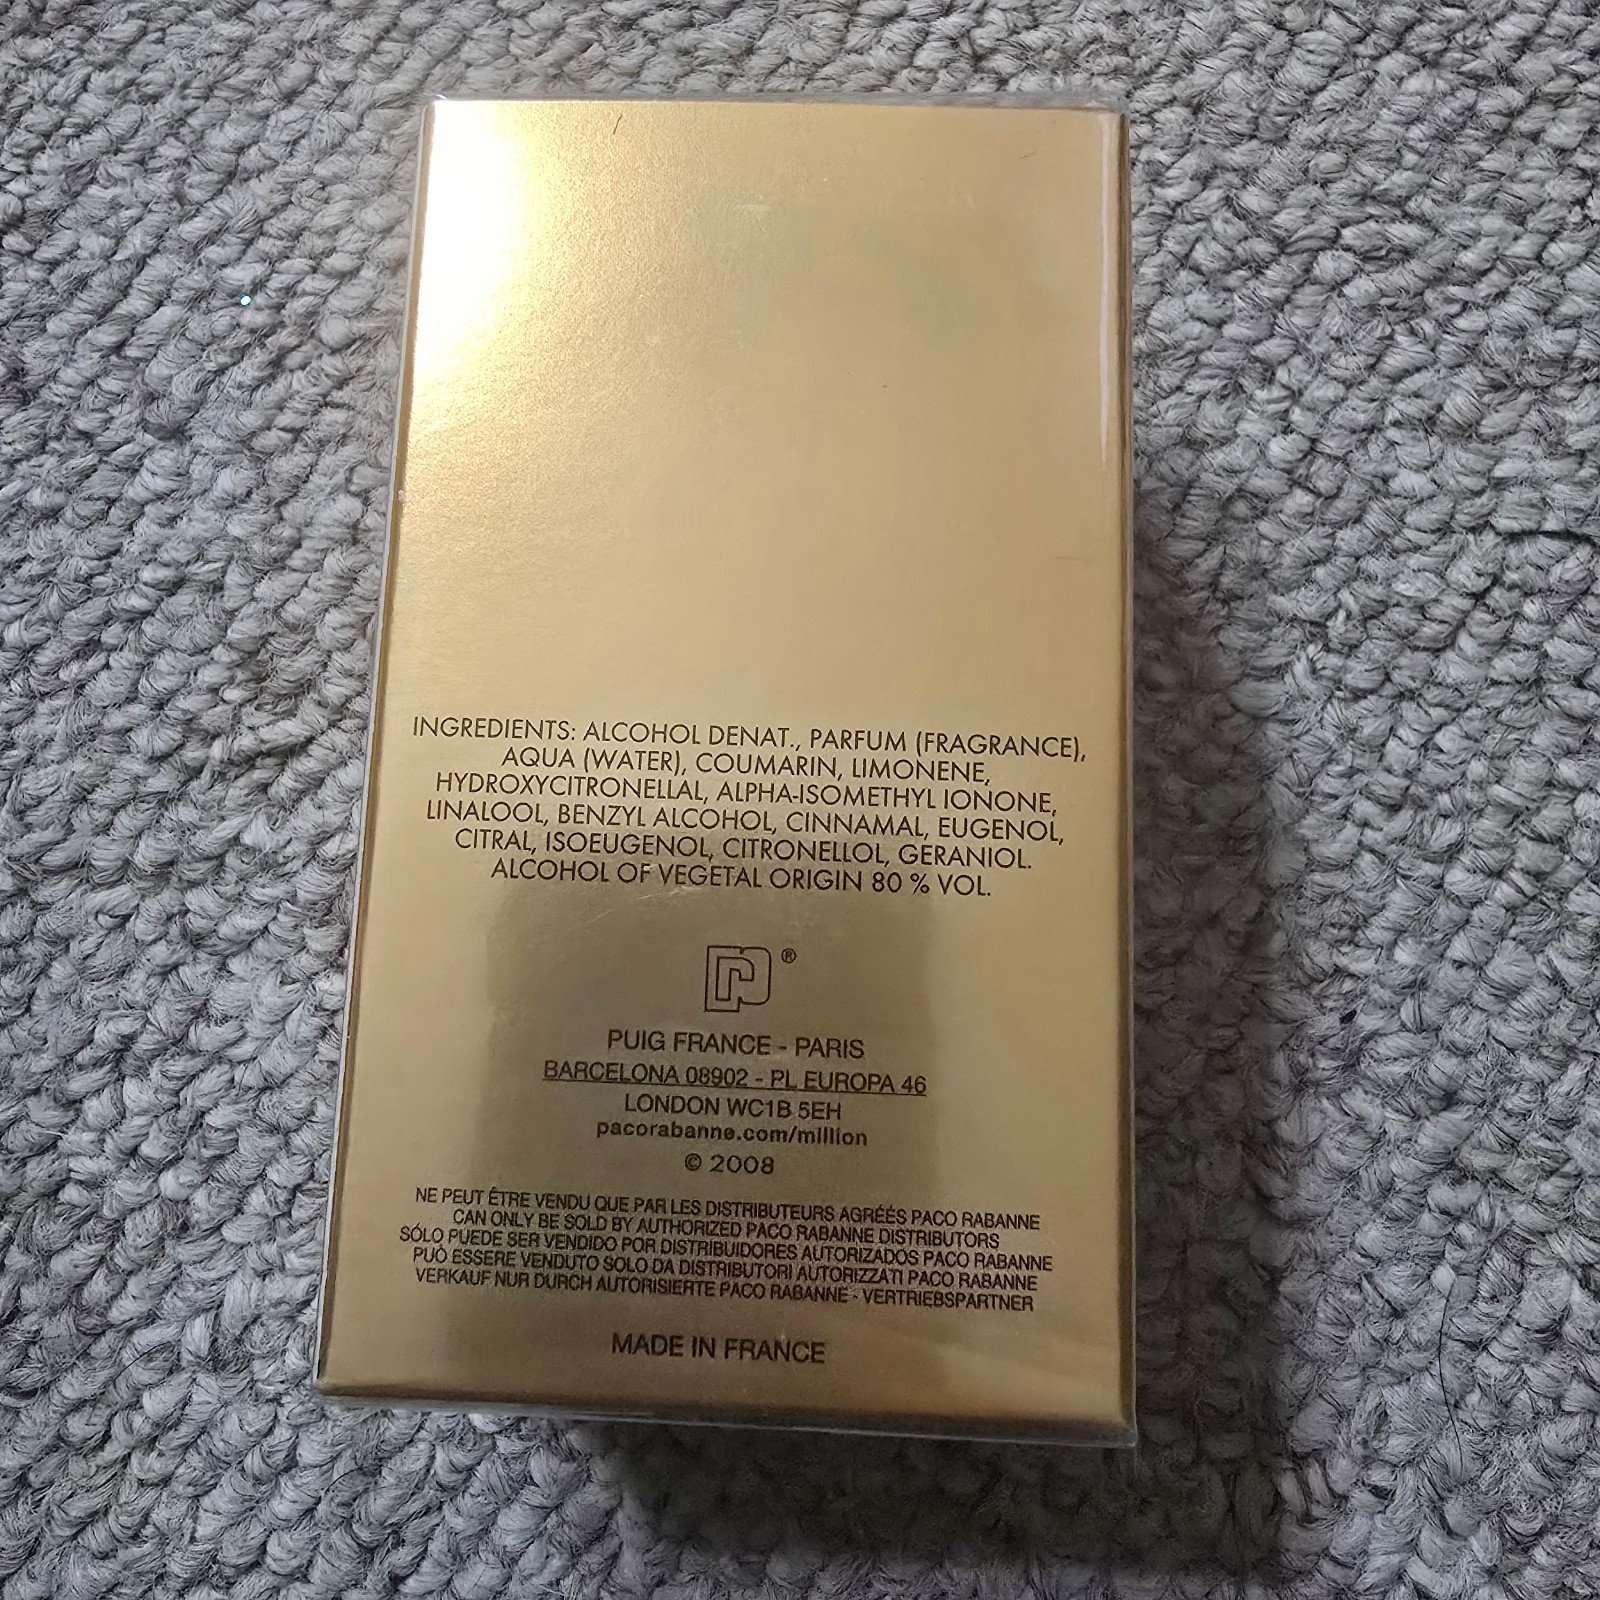 INGREDIENTS: ALCOHOL DENAT., PARFUM (FRAGRANCE),
AQUA (WATER), COUMARIN, LIMONENE,
HYDROXYCITRONELLAL, ALPHA-ISOMETHYL IONONE,
LINALOOL, BENZYL ALCOHOL, CINNAMAL, EUGENOL,
CITRAL, ISOEUGENOL, CITRONELLOL, GERANIOL.
ALCOHOL OF VEGETAL ORIGIN 80 % VOL.
®
PUIG FRANCE - PARIS
BARCELONA 08902 - PL EUROPA 46
LONDON WC1B 5EH
pacorabanne.com/million
© 2008
NE PEUT ÊTRE VENDU QUE PAR LES DISTRIBUTEURS AGRÉÉS PACO RABANNE
CAN ONLY BE SOLD BY AUTHORIZED PACO RABANNE DISTRIBUTORS
SÓLO PUEDE SER VENDIDO POR DISTRIBUIDORES AUTORIZADOS PACO RABANNE
PUÒ ESSERE VENDUTO SOLO DA DISTRIBUTORI AUTORIZZATI PACO RABANNE
VERKAUF NUR DURCH AUTORISIERTE PACO RABANNE - VERTRIEBSPARTNER
MADE IN FRANCE